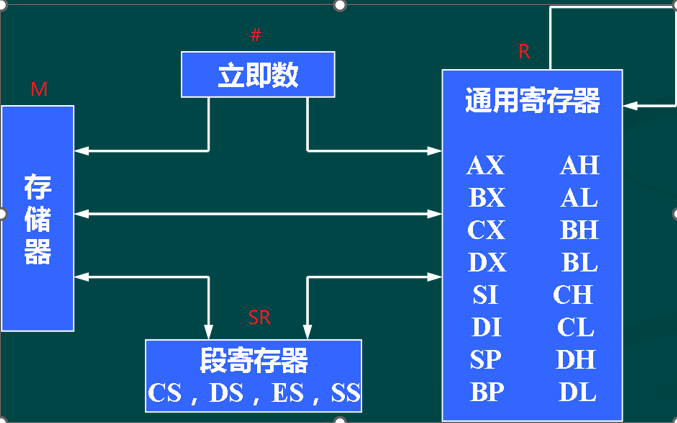 #
立即数
M
存储器
R
通用寄存器
AX AH
BX AL
CX BH
DX BL
SI CH
DI CL
SP DH
BP DL
SR
段寄存器
CS，DS，ES，SS